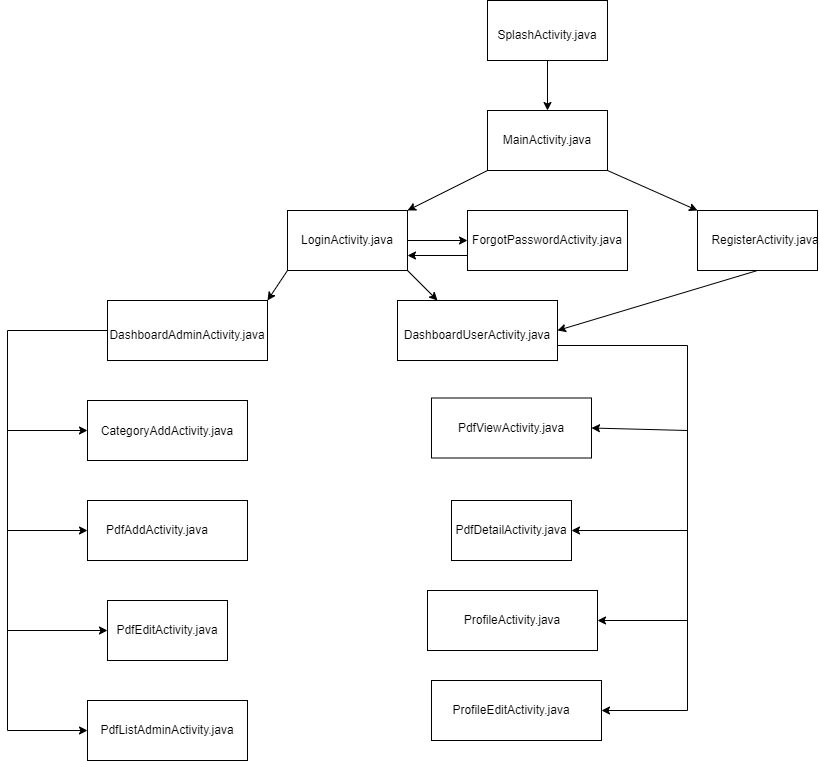 SplashActivity.java
MainActivity.java
LoginActivity.java
ForgotPasswordActivity.java
RegisterActivity.java
DashboardAdminActivity.java
DashboardUserActivity.java
CategoryAddActivity.java
PdfViewActivity.java
PdfAddActivity.java
PdfDetailActivity.java
PdfEditActivity.java
ProfileActivity.java
PdfListAdminActivity.java
ProfileEditActivity.java